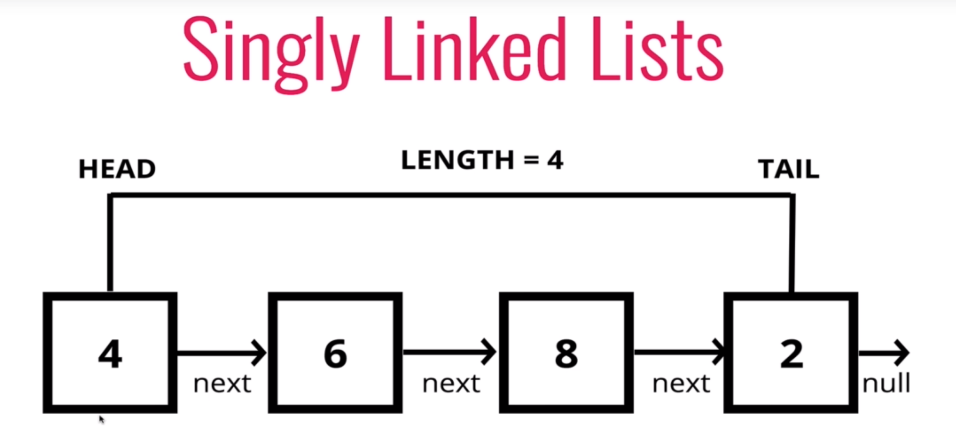 Singly Linked Lists
HEAD
LENGTH = 4
TAIL
4
next
6
next
8
next
2
null